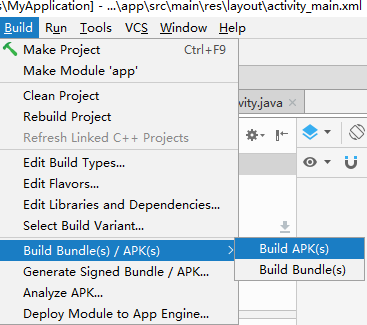 s\MyApplication] - ...\app\src\main\res\layout\activity_main.xml
Build Run Tools VCS Window Help
Make Project Ctrl+F9
Make Module 'app'
Clean Project
ivity.java
Rebuild Project
Refresh Linked C++ Projects
Edit Build Types...
Edit Flavors...
Edit Libraries and Dependencies...
Select Build Variant...
Build Bundle(s) / APK(s)
Build APK(s)
Generate Signed Bundle / APK...
Build Bundle(s)
Analyze APK...
Deploy Module to App Engine...